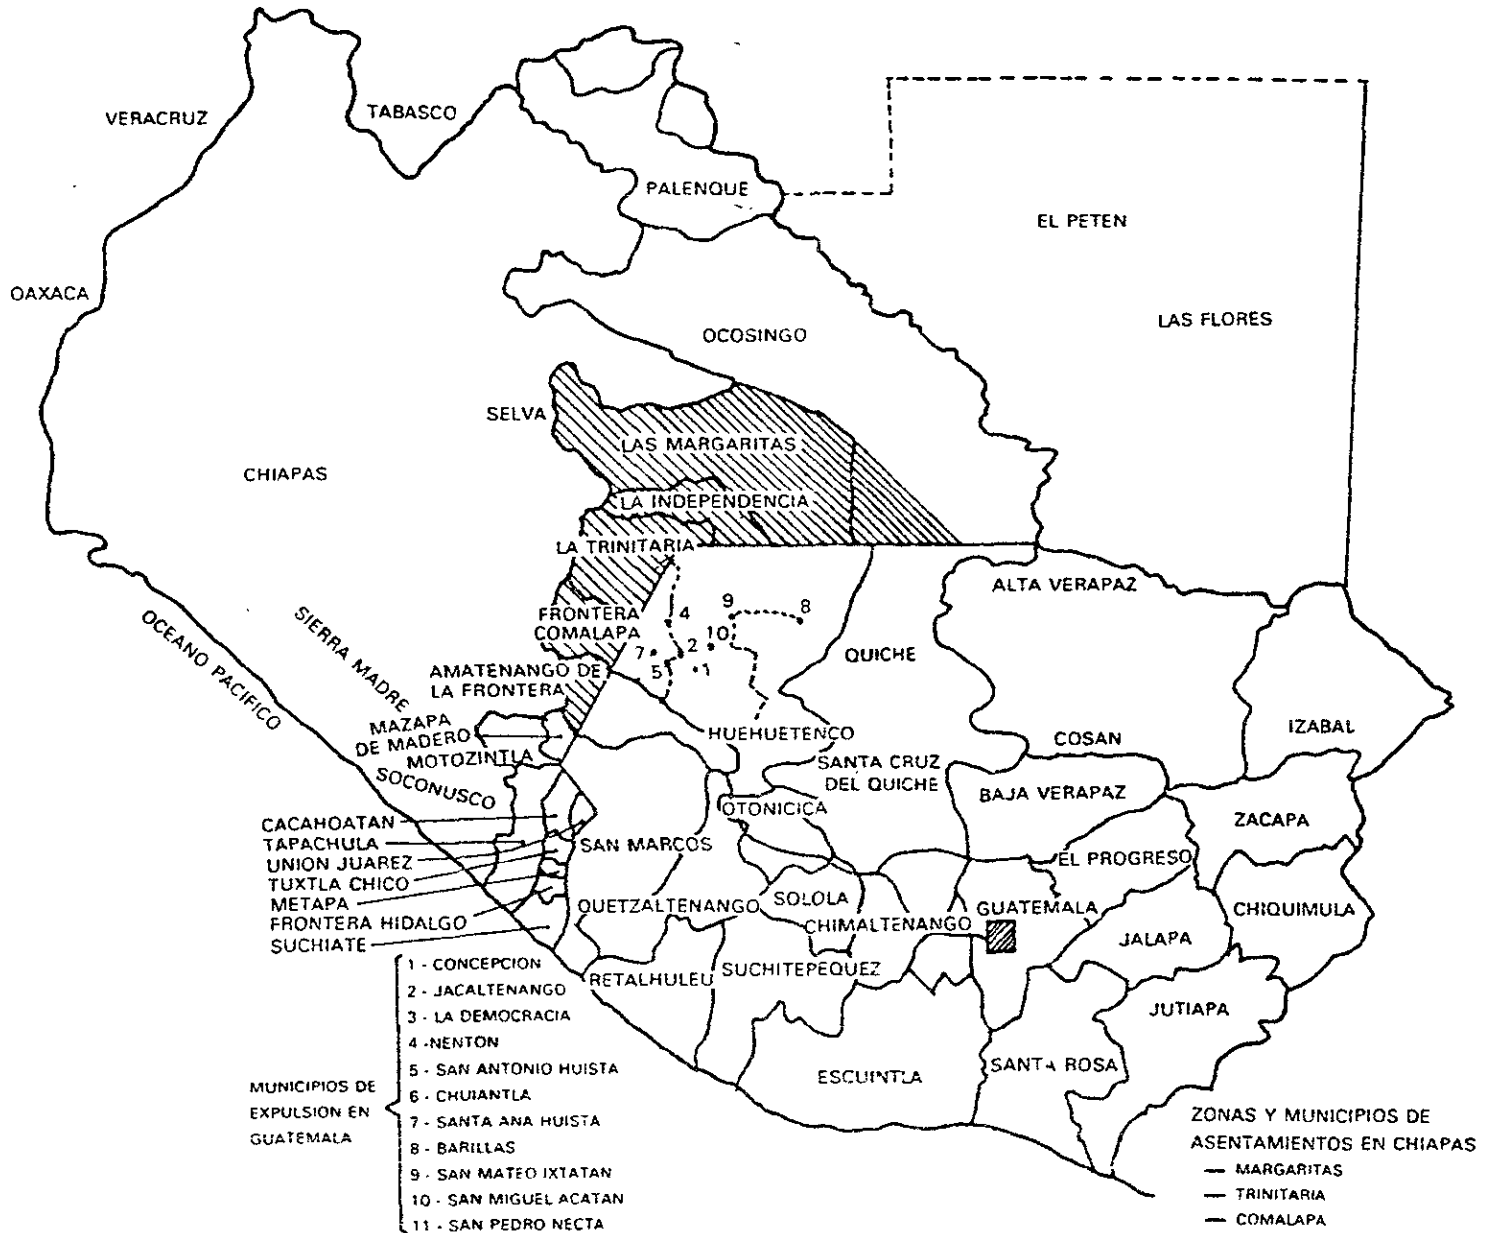 VERACRUZ
TABASCO
PALENQUE
EL PETEN
OAXACA
LAS FLORES
OCOSINGO
SELVA
LAS MARGARITAS
CHIAPAS
LA INDEPENDENCIA
LA TRINITARIA
ALTA VERAPAZ
FRONTERA
COMALAPA
4
9
8
10
7
2
5
1
QUICHE
SIERRA MADRE
OCEANO PACIFICO
AMATENANGO DE
LA FRONTERA
MAZAPA
DE MADERO
MOTOZINTLA
SOCONUSCO
HUEHUETENCO
SANTA CRUZ
DEL QUICHE
COSAN
IZABAL
BAJA VERAPAZ
OTONICICA
ZACAPA
CACAHOATAN
TAPACHULA
UNION JUAREZ
TUXTLA CHICO
METAPA
FRONTERA HIDALGO
SUCHIATE
SAN MARCOS
EL PROGRESO
QUETZALTENANGO
SOLOLA
CHIMALTENANGO
GUATEMALA
CHIQUIMULA
JALAPA
RETALHULEU
SUCHITEPEQUEZ
JUTIAPA
ESCUINTLA
SANTA ROSA
MUNICIPIOS DE
EXPULSION EN
GUATEMALA
1 - CONCEPCION
2 - JACALTENANGO
3 - LA DEMOCRACIA
4 - NENTON
5 - SAN ANTONIO HUISTA
6 - CHUIANTLA
7 - SANTA ANA HUISTA
8 - BARILLAS
9 - SAN MATEO IXTATAN
10 - SAN MIGUEL ACATAN
11 - SAN PEDRO NECTA
ZONAS Y MUNICIPIOS DE
ASENTAMIENTOS EN CHIAPAS
— MARGARITAS
— TRINITARIA
— COMALAPA